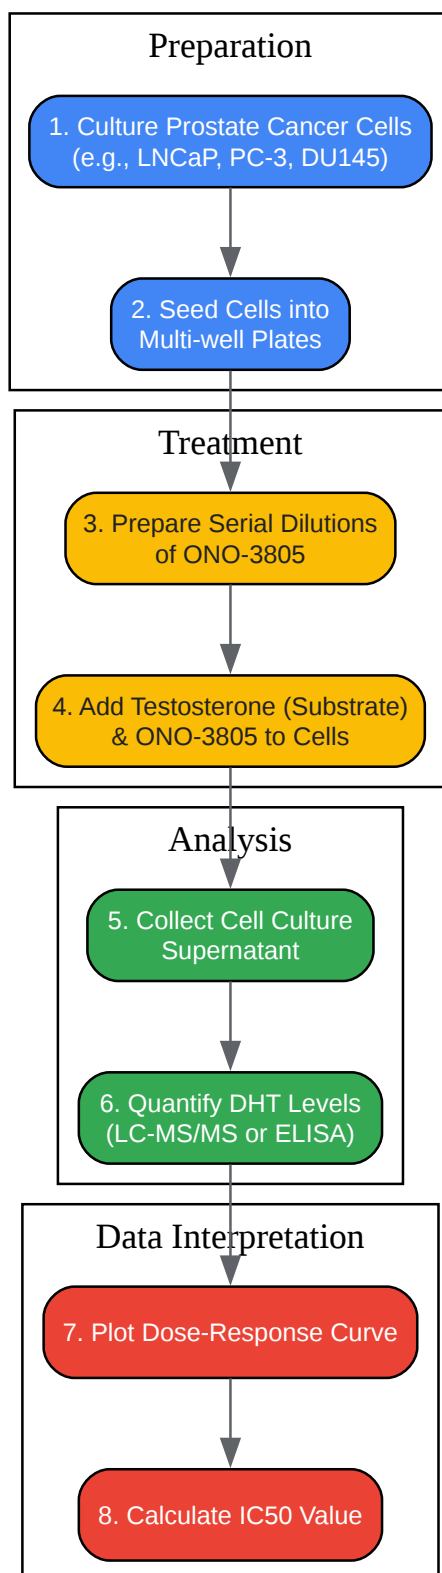 Preparation
1. Culture Prostate Cancer Cells
(e.g., LNCaP, PC-3, DU145)
2. Seed Cells into
Multi-well Plates
Treatment
3. Prepare Serial Dilutions
of ONO-3805
4. Add Testosterone (Substrate)
& ONO-3805 to Cells
Analysis
5. Collect Cell Culture
Supernatant
6. Quantify DHT Levels
(LC-MS/MS or ELISA)
Data Interpretation
7. Plot Dose-Response Curve
8. Calculate IC50 Value